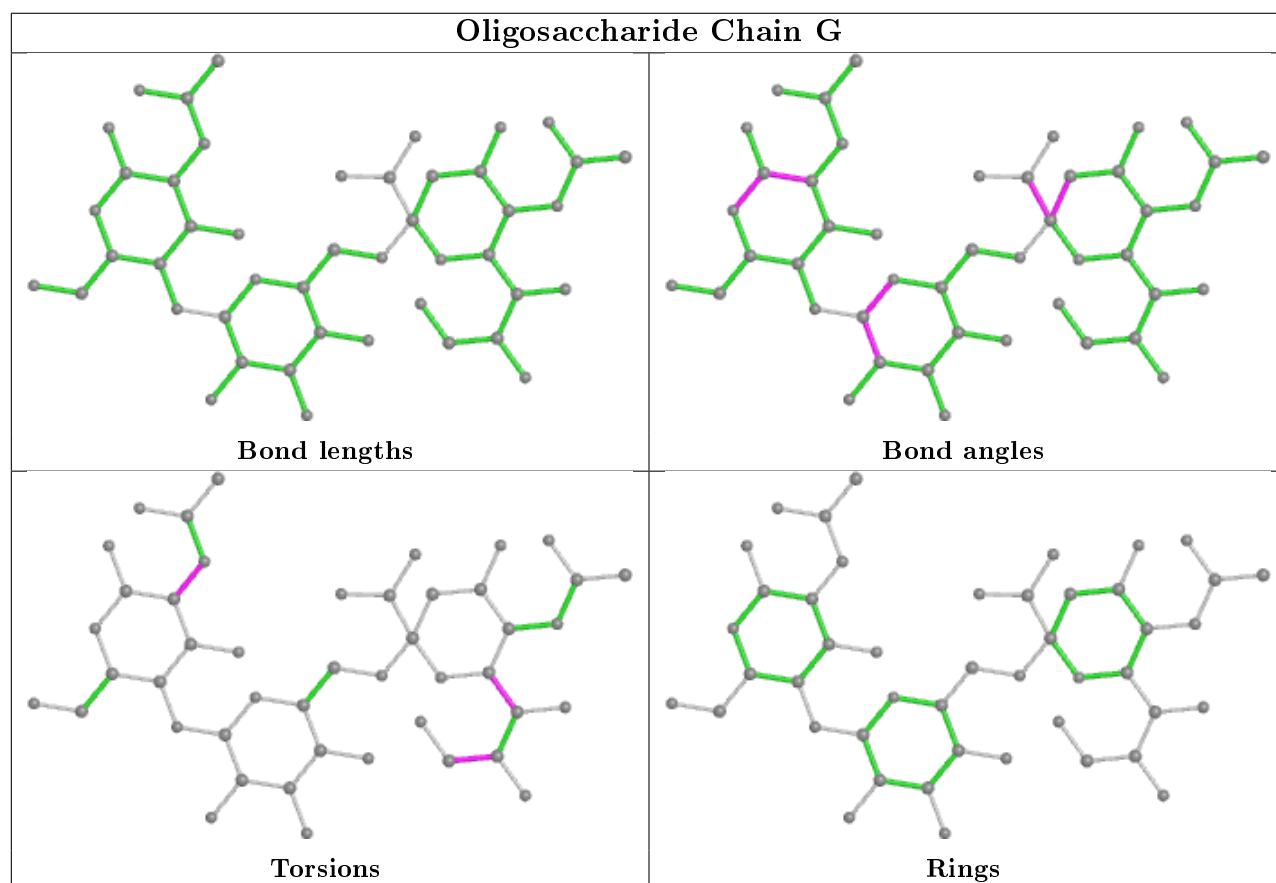 Oligosaccharide Chain G
Bond lengths
Bond angles
Torsions
Rings